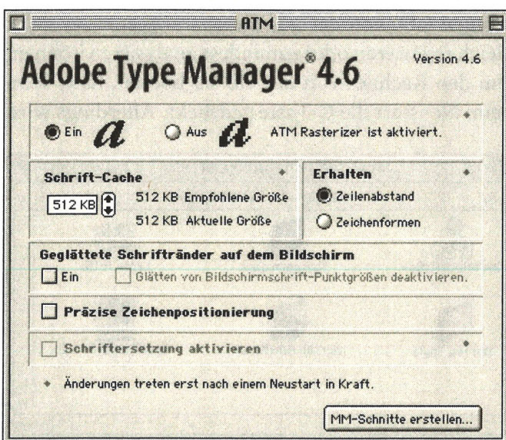 ATM
Adobe Type Manager® 4.6 Version 4.6
Ein a Aus a ATM Rasterizer ist aktiviert.
Schrift-Cache
512 KB 512 KB Empfohlene Größe
512 KB Aktuelle Größe
Erhalten
Zeilenabstand
Zeichenformen
Geglättete Schriftränder auf dem Bildschirm
Ein Glätten von Bildschirmschrift-Punktgrößen deaktivieren.
Präzise Zeichenpositionierung
Schriftersetzung aktivieren
Änderungen treten erst nach einem Neustart in Kraft.
MM-Schnitte erstellen...